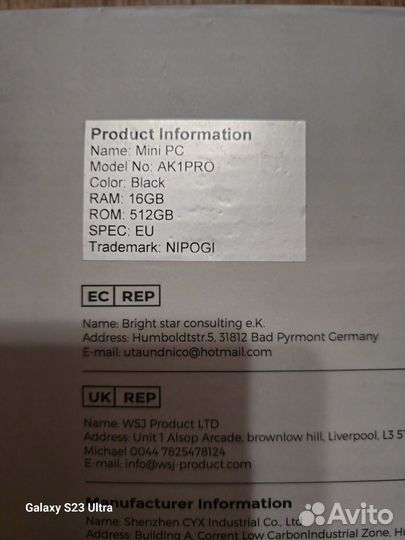 Product Information
Name: Mini PC
Model No: AK1PRO
Color: Black
RAM: 16GB
ROM: 512GB
SPEC: EU
Trademark: NIPOGI
EC REP
Name: Bright star consulting e.K.
Address: Humboldtstr.5, 31812 Bad Pyrmont Germany
E-mail: utaundnico@hotmail.com
UK REP
Name: WSJ Product LTD
Address: Unit 1 Alsop Arcade, brownlow hill, Liverpool, L3 5
Michael 0044 7825478124
E-mail: info@wsj-product.com
Manufacturer Information
Name: Shenzhen CYX Industrial Co., Ltd
Address: Building A, Current Low CarbonIndustrial Zone, Hu
Galaxy S23 Ultra
Avito